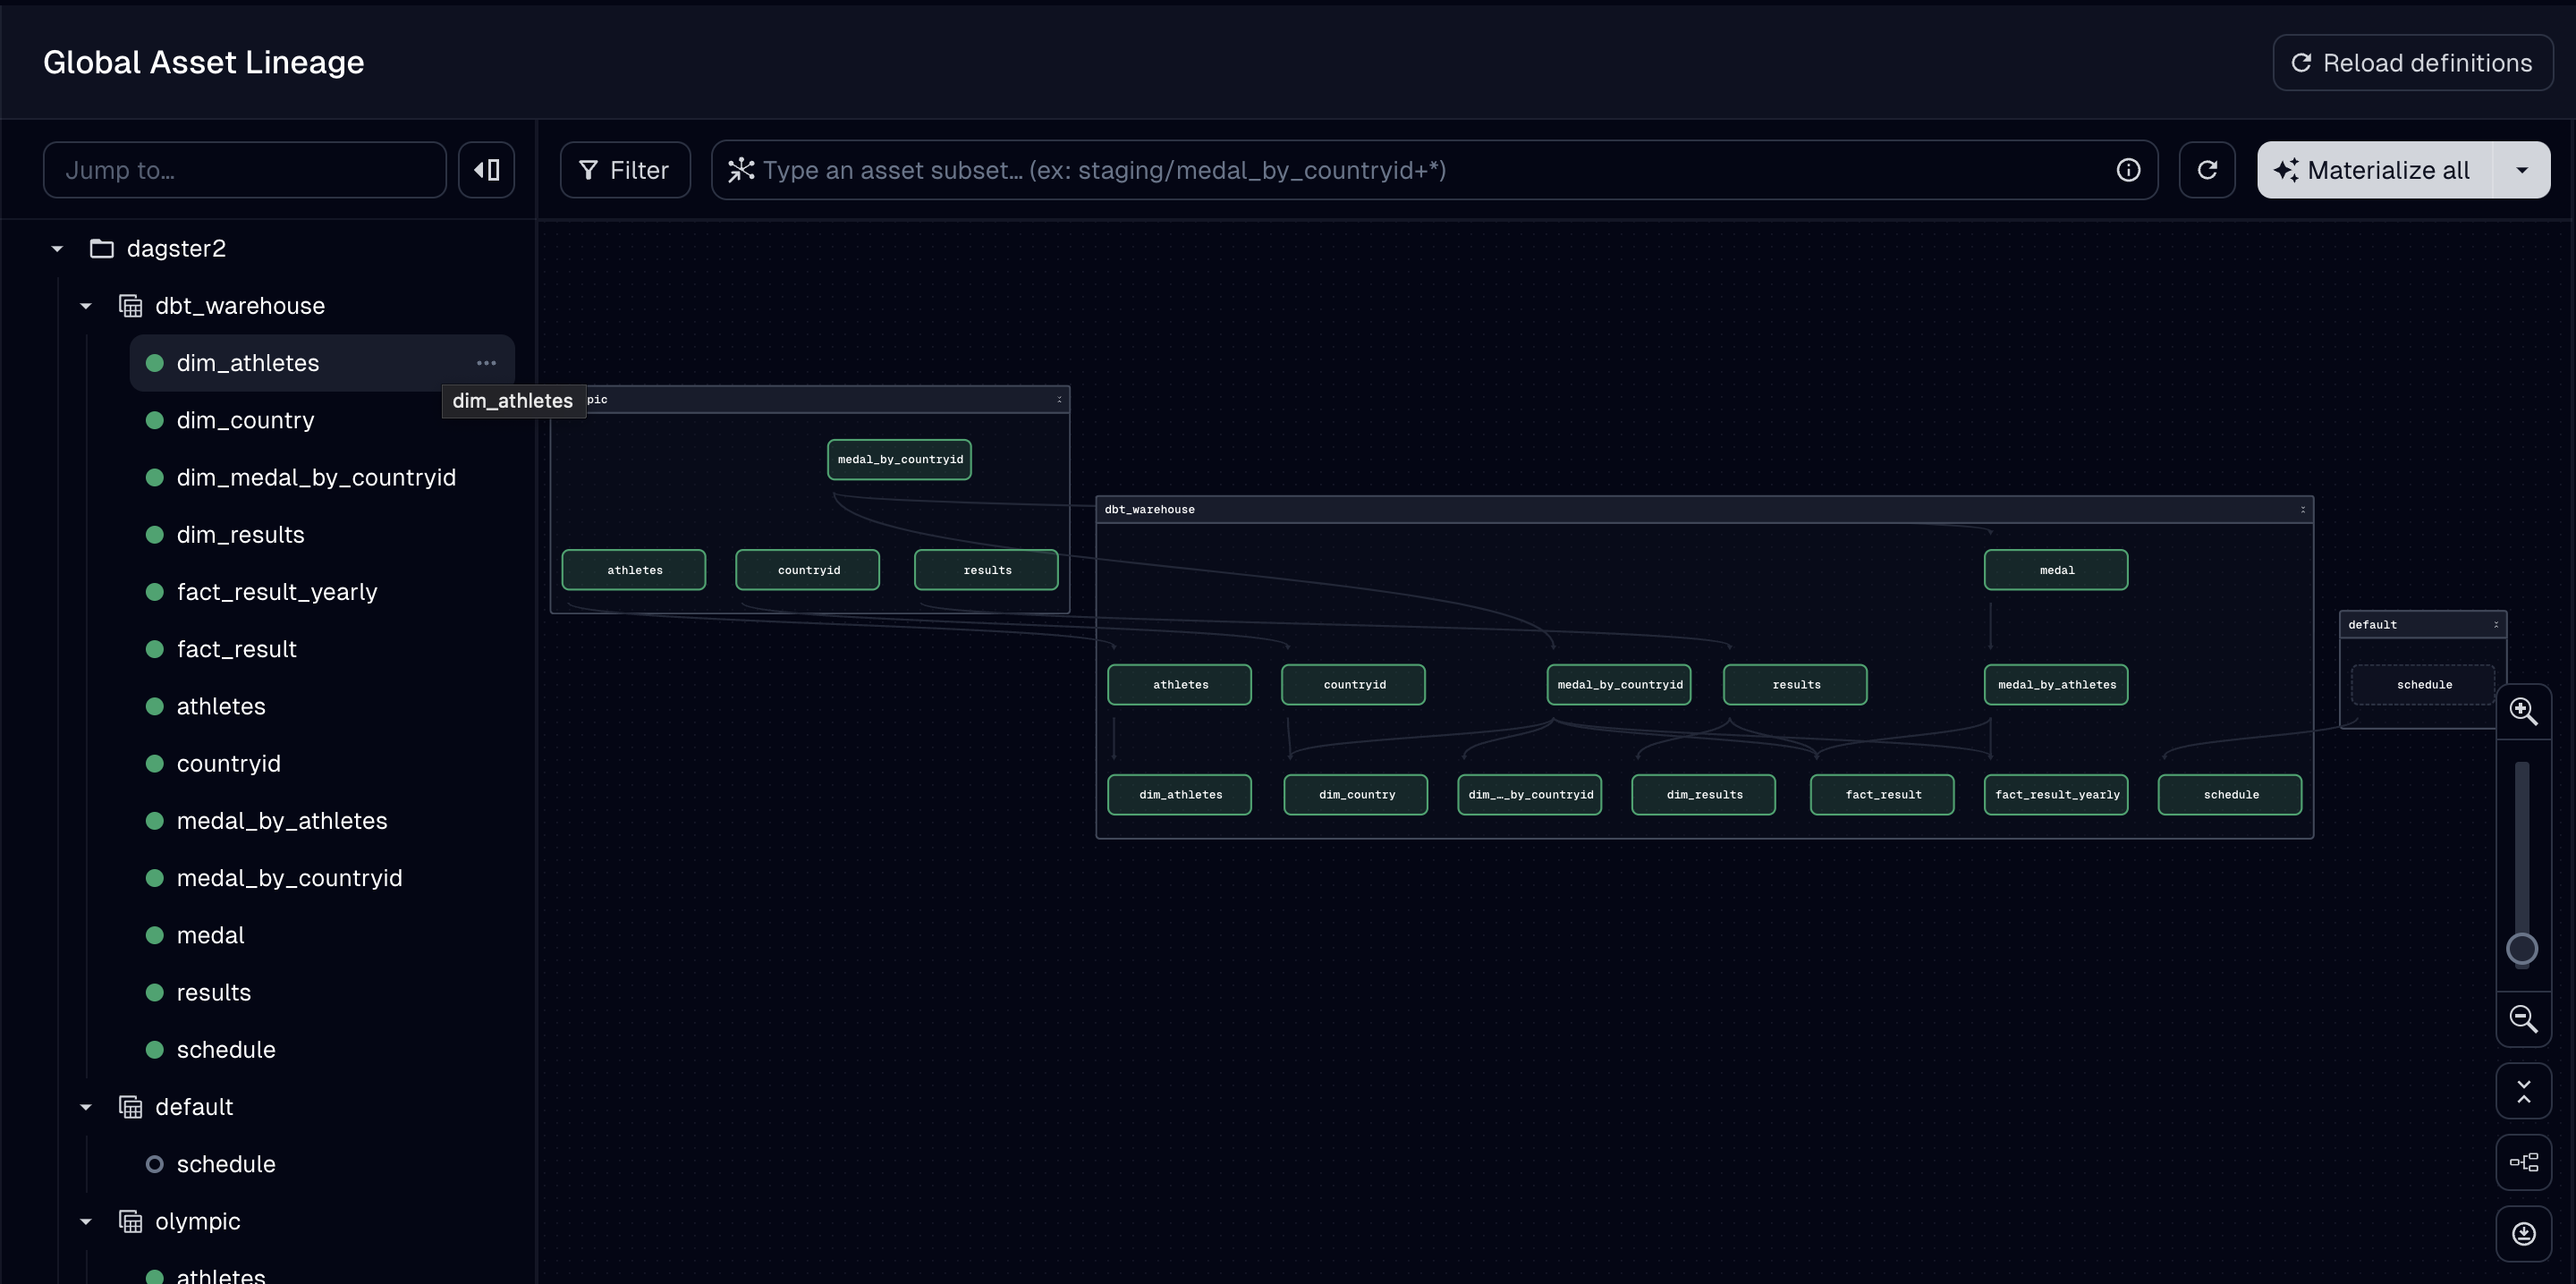 Global Asset Lineage
Reload definitions
Jump to...
Filter
Type an asset subset... (ex: staging/medal_by_countryid+*)
Materialize all
dagster2
dbt_warehouse
dim_athletes
dim_country
dim_medal_by_countryid
dim_results
fact_result_yearly
fact_result
athletes
countryid
medal_by_athletes
medal_by_countryid
medal
results
schedule
default
schedule
olympic
athletes
dim_athletes
pic
medal_by_countryid
athletes
countryid
results
dbt_warehouse
medal
athletes
countryid
medal_by_countryid
results
medal_by_athletes
dim_athletes
dim_country
dim_…_by_countryid
dim_results
fact_result
fact_result_yearly
schedule
default
schedule